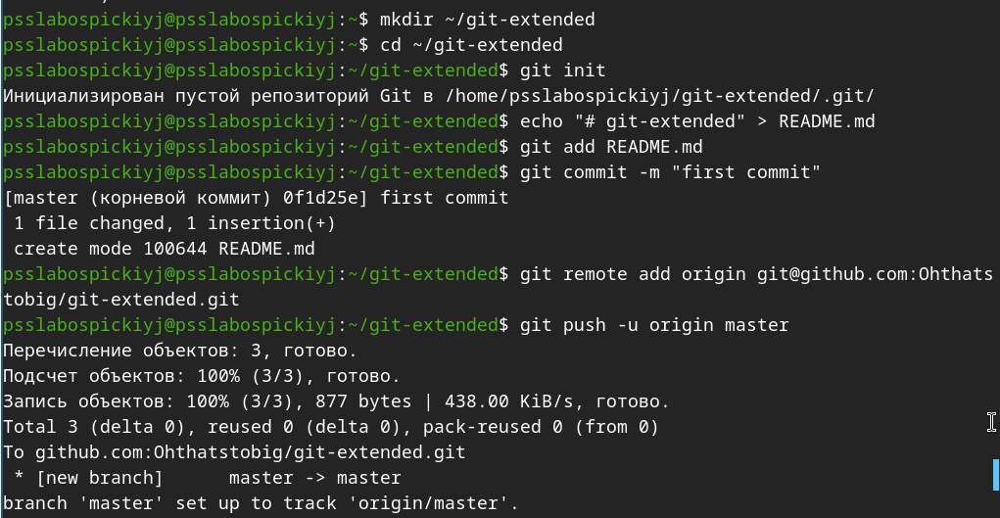 psslabospickiyj@psslabospickiyj:~$ mkdir ~/git-extended
psslabospickiyj@psslabospickiyj:~$ cd ~/git-extended
psslabospickiyj@psslabospickiyj:~/git-extended$ git init
Инициализирован пустой репозиторий Git в /home/psslabospickiyj/git-extended/.git/
psslabospickiyj@psslabospickiyj:~/git-extended$ echo "# git-extended" > README.md
psslabospickiyj@psslabospickiyj:~/git-extended$ git add README.md
psslabospickiyj@psslabospickiyj:~/git-extended$ git commit -m "first commit"
[master (корневой коммит) 0f1d25e] first commit
 1 file changed, 1 insertion(+)
 create mode 100644 README.md
psslabospickiyj@psslabospickiyj:~/git-extended$ git remote add origin git@github.com:Ohthats
tobig/git-extended.git
psslabospickiyj@psslabospickiyj:~/git-extended$ git push -u origin master
Перечисление объектов: 3, готово.
Подсчет объектов: 100% (3/3), готово.
Запись объектов: 100% (3/3), 877 bytes | 438.00 KiB/s, готово.
Total 3 (delta 0), reused 0 (delta 0), pack-reused 0 (from 0)
To github.com:Ohthatstobig/git-extended.git
 * [new branch]      master -> master
branch 'master' set up to track 'origin/master'.